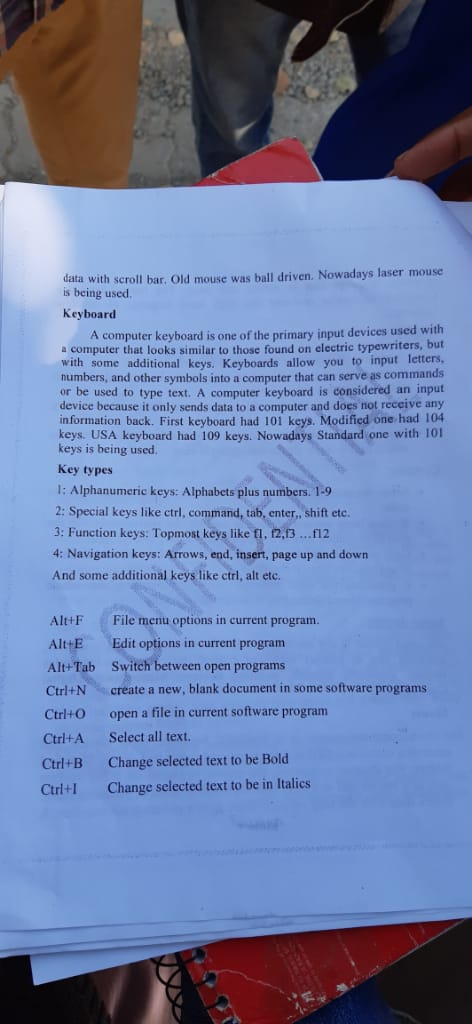 data with scroll bar. Old mouse was ball driven. Nowadays laser mouse
is being used.
Keyboard
A computer keyboard is one of the primary input devices used with
a computer that looks similar to those found on electric typewriters, but
with some additional keys. Keyboards allow you to input letters,
numbers, and other symbols into a computer that can serve as commands
or be used to type text. A computer keyboard is considered an input
device because it only sends data to a computer and does not receive any
information back. First keyboard had 101 keys. Modified one had 104
keys. USA keyboard had 109 keys. Nowadays Standard one with 101
keys is being used.
Key types
1: Alphanumeric keys: Alphabets plus numbers. 1-9
2: Special keys like ctrl, command, tab, enter,, shift etc.
3: Function keys: Topmost keys like f1, f2,f3 ...f12
4: Navigation keys: Arrows, end, insert, page up and down
And some additional keys like ctrl, alt etc.
Alt+F File menu options in current program.
Alt+E Edit options in current program
Alt+Tab Switch between open programs
Ctrl+N create a new, blank document in some software programs
Ctrl+O open a file in current software program
Ctrl+A Select all text.
Ctrl+B Change selected text to be Bold
Ctrl+I Change selected text to be in Italics
CONFIDENTIAL